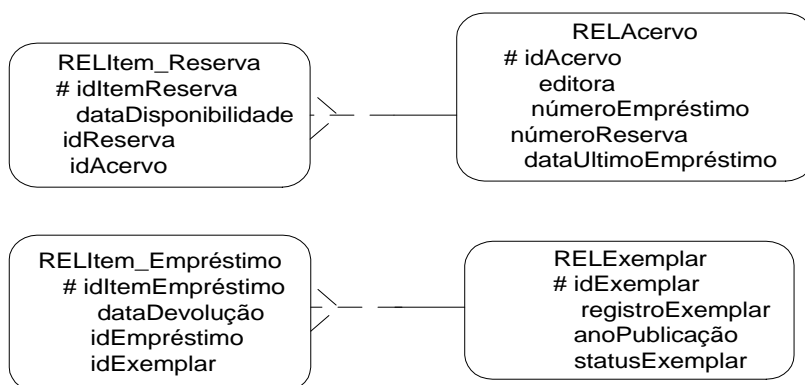 RELItem_Reserva
# idItemReserva
dataDisponibilidade
idReserva
idAcervo
RELAcervo
# idAcervo
editora
númeroEmpréstimo
númeroReserva
dataUltimoEmpréstimo
RELItem_Empréstimo
# idItemEmpréstimo
dataDevolução
idEmpréstimo
idExemplar
RELExemplar
# idExemplar
registroExemplar
anoPublicação
statusExemplar